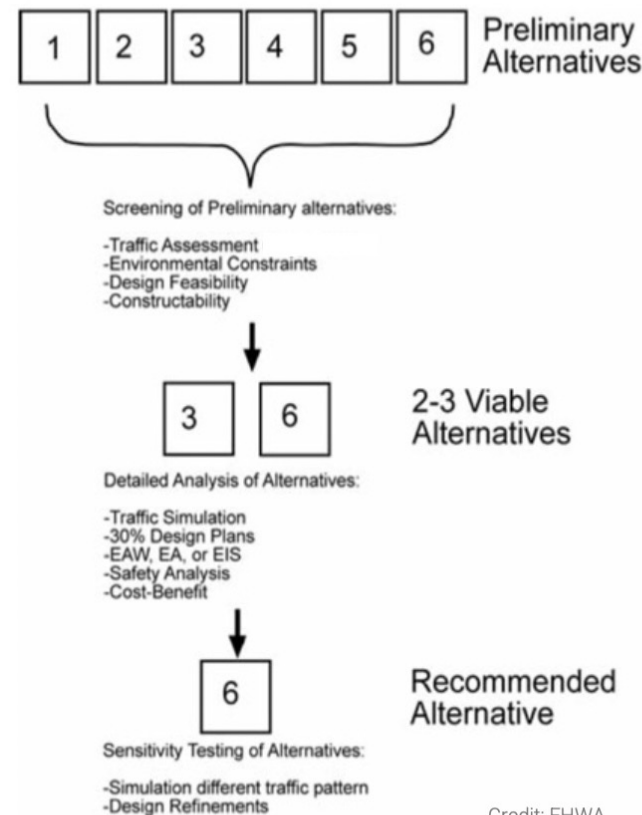 1 2 3 4 5 6
Preliminary
Alternatives
Screening of Preliminary alternatives:
-Traffic Assessment
-Environmental Constraints
-Design Feasibility
-Constructability
3 6
2-3 Viable
Alternatives
Detailed Analysis of Alternatives:
-Traffic Simulation
-30% Design Plans
-EAW, EA, or EIS
-Safety Analysis
-Cost-Benefit
6
Recommended
Alternative
Sensitivity Testing of Alternatives:
-Simulation different traffic pattern
-Design Refinements
Credit: FHWA